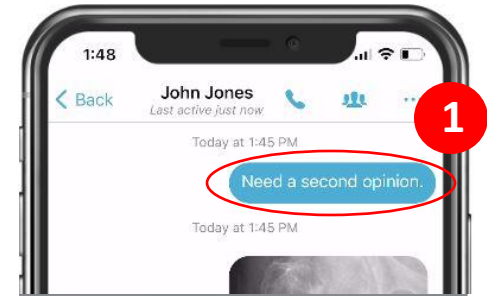 1:48
Back
John Jones
Last active just now
1
Today at 1:45 PM
Need a second opinion.
Today at 1:45 PM